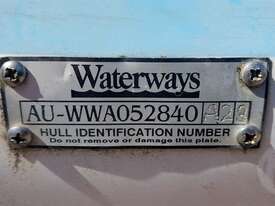 Waterways
AU-WWA052840
HULL IDENTIFICATION NUMBER
Do not remove or damage this plate.